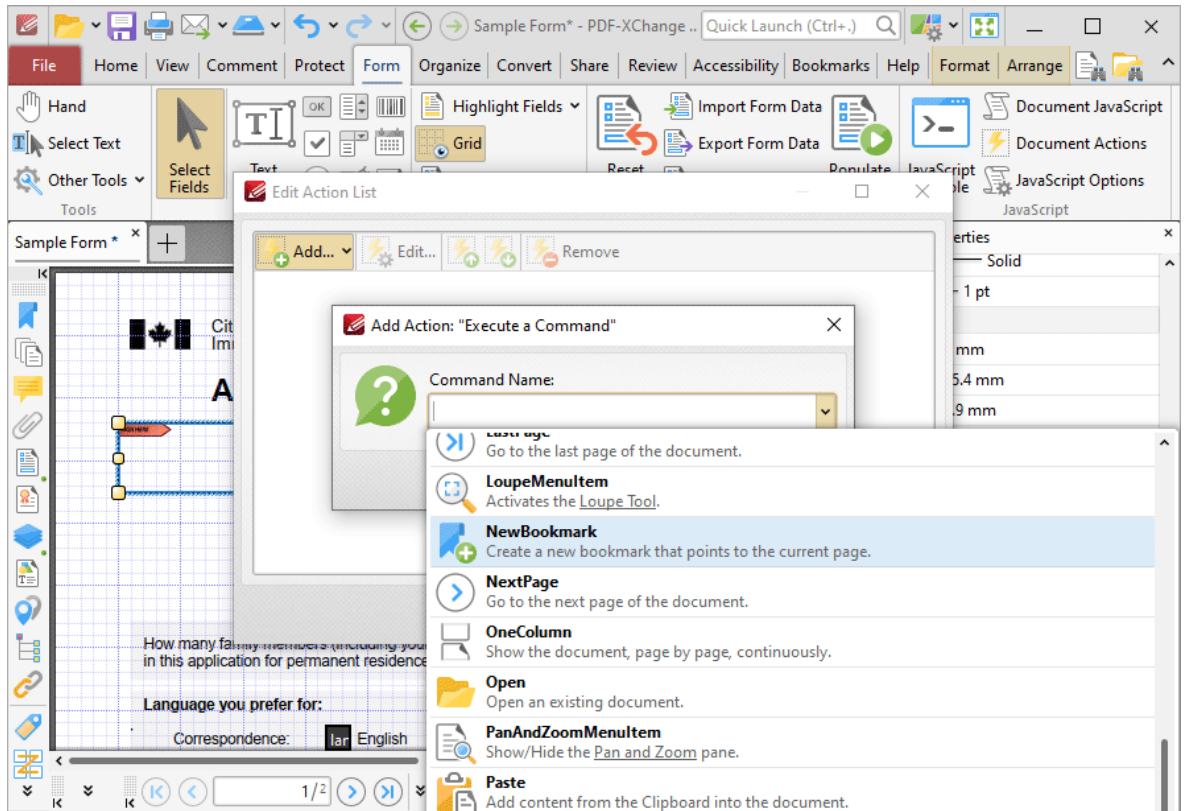 Sample Form* - PDF-XChange ..
Quick Launch (Ctrl+.)
File
Home
View
Comment
Protect
Form
Organize
Convert
Share
Review
Accessibility
Bookmarks
Help
Format
Arrange
Hand
Select Text
Other Tools
Tools
Select
Fields
OK
Text
Highlight Fields
Grid
Reset
Import Form Data
Export Form Data
Populate
JavaScript
Document JavaScript
Document Actions
JavaScript Options
JavaScript
Sample Form *
Edit Action List
Add...
Edit...
Remove
erties
Solid
1 pt
mm
5.4 mm
.9 mm
Cit
Im
A
Add Action: "Execute a Command"
Command Name:
LastPage
Go to the last page of the document.
LoupeMenuItem
Activates the Loupe Tool.
NewBookmark
Create a new bookmark that points to the current page.
NextPage
Go to the next page of the document.
OneColumn
Show the document, page by page, continuously.
Open
Open an existing document.
PanAndZoomMenuItem
Show/Hide the Pan and Zoom pane.
Paste
Add content from the Clipboard into the document.
How many family members (including your
in this application for permanent residence
Language you prefer for:
Correspondence:
lar
English
1/2